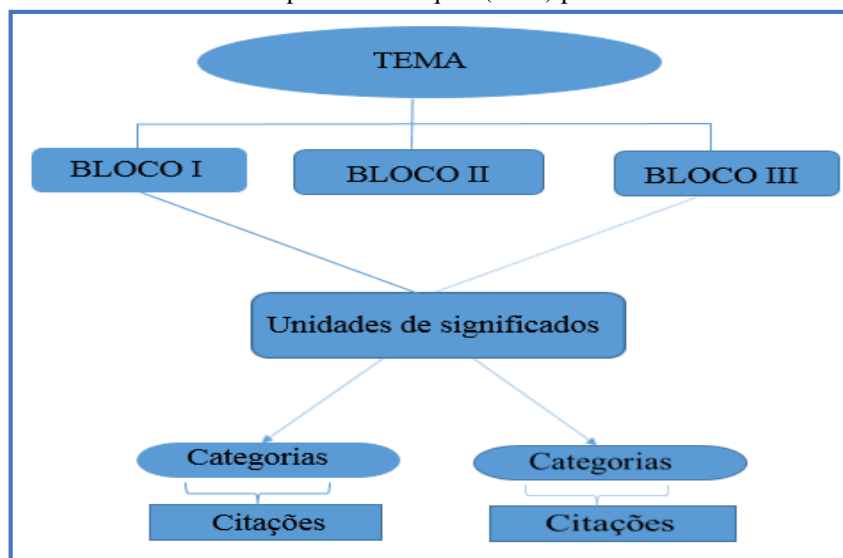 TEMA
BLOCO I
BLOCO II
BLOCO III
Unidades de significados
Categorias
Categorias
Citações
Citações